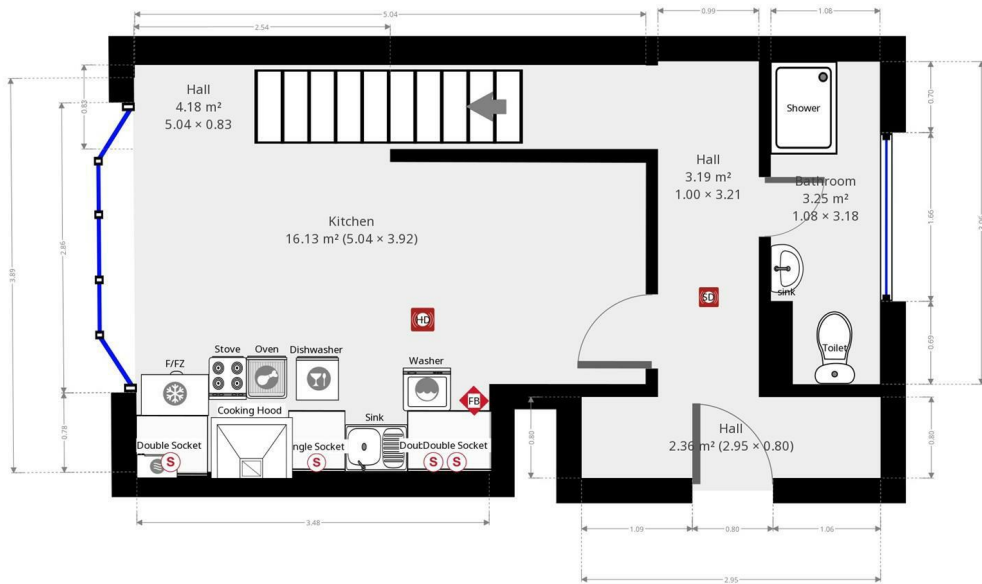 5.04
0.99
1.08
2.54
Hall
4.18 m²
5.04 × 0.83
0.83
Shower
0.70
Hall
3.19 m²
1.00 × 3.21
Bathroom
3.25 m²
1.08 × 3.18
Kitchen
16.13 m² (5.04 × 3.92)
2.86
3.89
1.66
sink
SD
HD
0.69
Toilet
Stove
Oven
Dishwasher
F/FZ
Washer
FB
Cooking Hood
Sink
Double Socket
ngle Socket
Double Socket
S
S
S
S
0.78
0.80
Hall
2.36 m² (2.95 × 0.80)
0.80
3.48
1.09
0.80
1.06
2.95